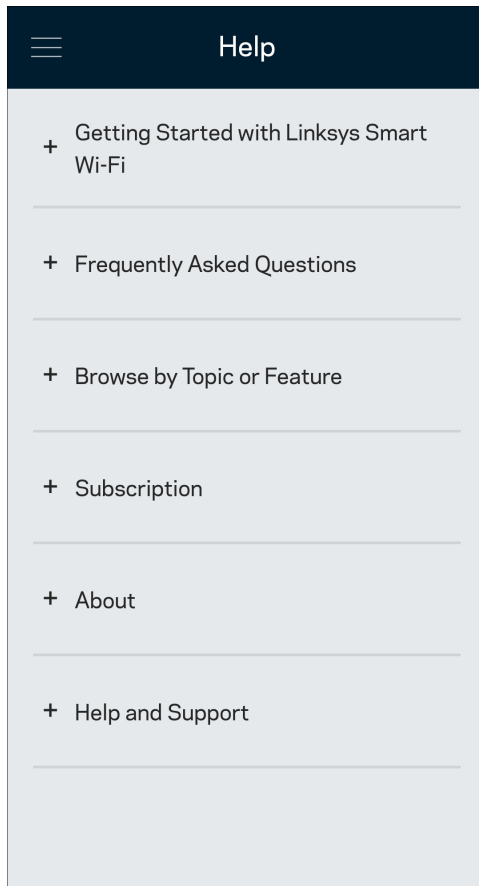 Help
+ Getting Started with Linksys Smart
Wi-Fi
+ Frequently Asked Questions
+ Browse by Topic or Feature
+ Subscription
+ About
+ Help and Support